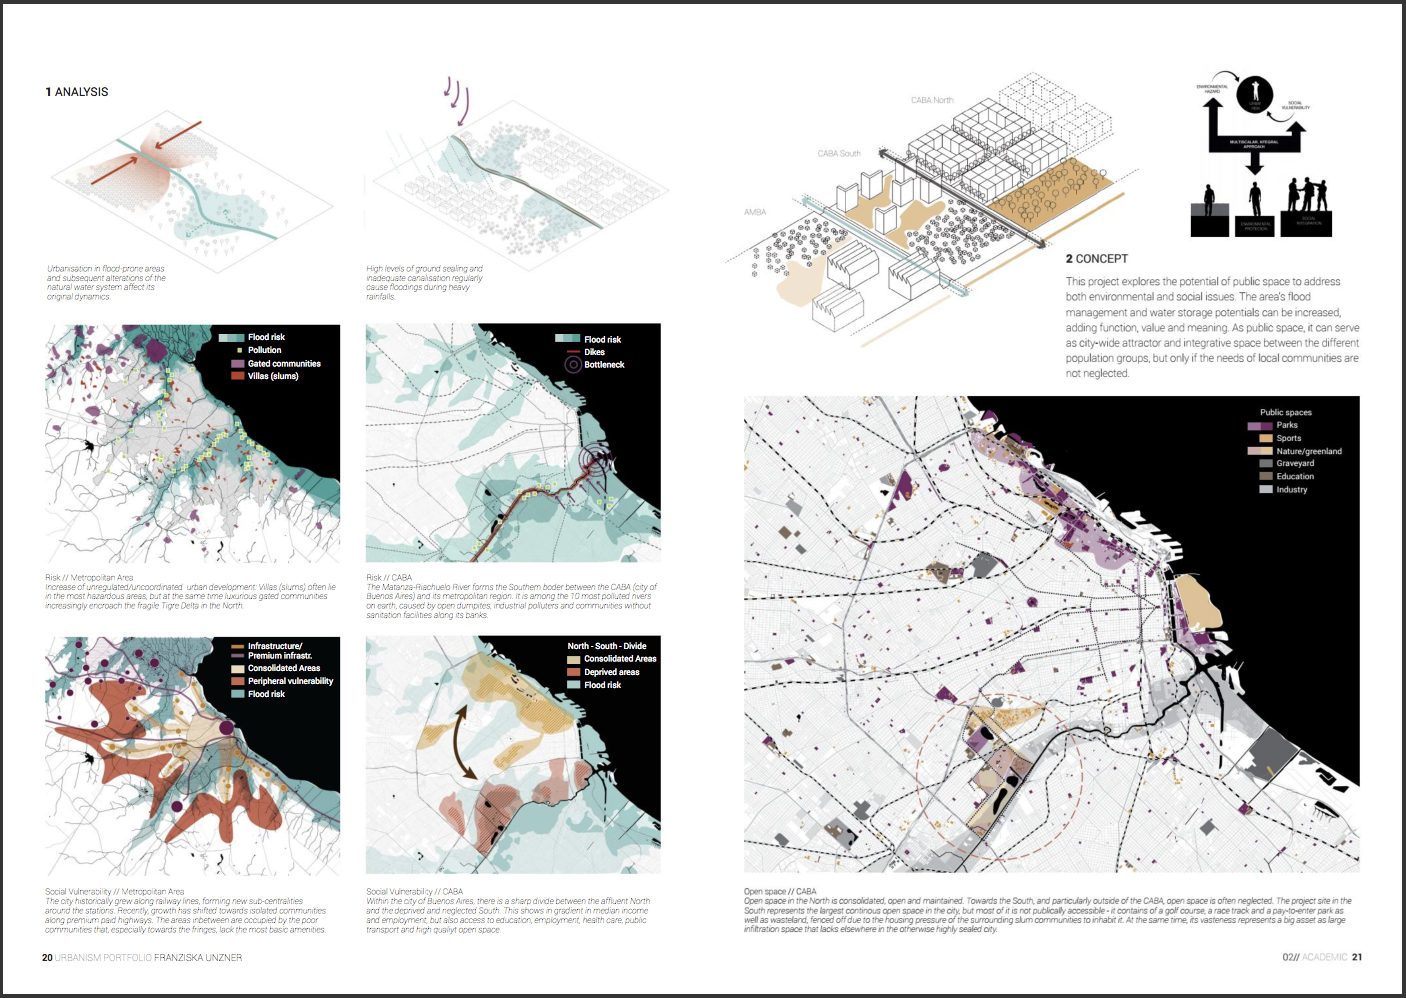 1 ANALYSIS
Urbanisation in flood-prone areas
and subsequent alterations of the
natural water system affect its
original dynamics.
High levels of ground sealing and
inadequate canalisation regularly
cause floodings during heavy
rainfalls.
Flood risk
Pollution
Gated communities
Villas (slums)
Flood risk
Dikes
Bottleneck
Risk // Metropolitan Area
Increase of unregulated/uncoordinated urban development: Villas (slums) often lie
in the most hazardous areas, but at the same time luxurious gated communities
increasingly encroach the fragile Tigre Delta in the North.
Risk // CABA
The Matanza-Riachuelo River forms the Southern boder between the CABA (city of
Buenos Aires) and its metropolitan region. It is among the 10 most polluted rivers
on earth, caused by open dumpites, industrial polluters and communities without
sanitation facilities along its banks.
Infrastructure/
Premium infrastr.
Consolidated Areas
Peripheral vulnerability
Flood risk
North - South - Divide
Consolidated Areas
Deprived areas
Flood risk
Social Vulnerability // Metropolitan Area
The city historically grew along railway lines, forming new sub-centralities
around the stations. Recently, growth has shifted towards isolated communities
along premium paid highways. The areas inbetween are occupied by the poor
communities that, especially towards the fringes, lack the most basic amenities.
Social Vulnerability // CABA
Within the city of Buenos Aires, there is a sharp divide between the affluent North
and the deprived and neglected South. This shows in gradient in median income
and employment, but also access to education, employment, health care, public
transport and high qualiyt open space.
20 URBANISM PORTFOLIO FRANZISKA UNZNER
CABA North
CABA South
AMBA
ENVIRONMENTAL
HAZARD
SOCIAL
VULNERABILITY
MULTISCALAR, INTEGRAL
APPROACH
ENVIRONMENTAL
PROTECTION
SOCIAL
INTEGRATION
2 CONCEPT
This project explores the potential of public space to address
both environmental and social issues. The area's flood
management and water storage potentials can be increased,
adding function, value and meaning. As public space, it can serve
as city-wide attractor and integrative space between the different
population groups, but only if the needs of local communities are
not neglected.
Public spaces
Parks
Sports
Nature/greenland
Graveyard
Education
Industry
Open space // CABA
Open space in the North is consolidated, open and maintained. Towards the South, and particularly outside of the CABA, open space is often neglected. The project site in the
South represents the largest continous open space in the city, but most of it is not publically accessible - it contains of a golf course, a race track and a pay-to-enter park as
well as wasteland, fenced off due to the housing pressure of the surrounding slum communities to inhabit it. At the same time, its vasteness represents a big asset as large
infiltration space that lacks elsewhere in the otherwise highly sealed city.
02// ACADEMIC 21